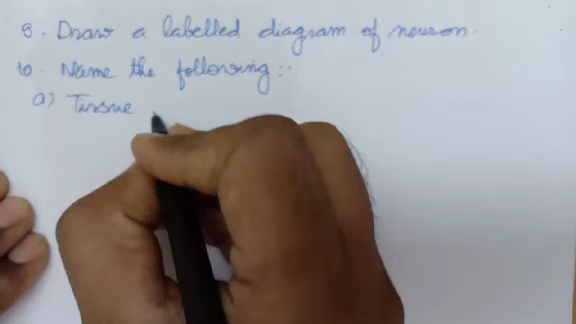 9. Draw a labelled diagram of neuron.
10. Name the following :-
a) Tissue